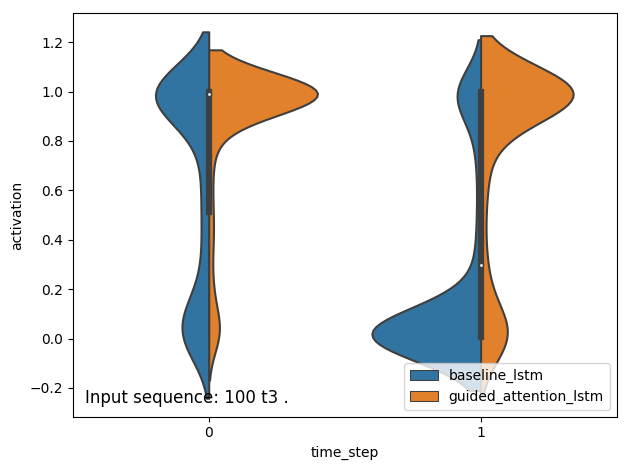 1.2
1.0
0.8
0.6
0.4
0.2
0.0
−0.2
activation
Input sequence: 100 t3 .
baseline_lstm
guided_attention_lstm
0
1
time_step